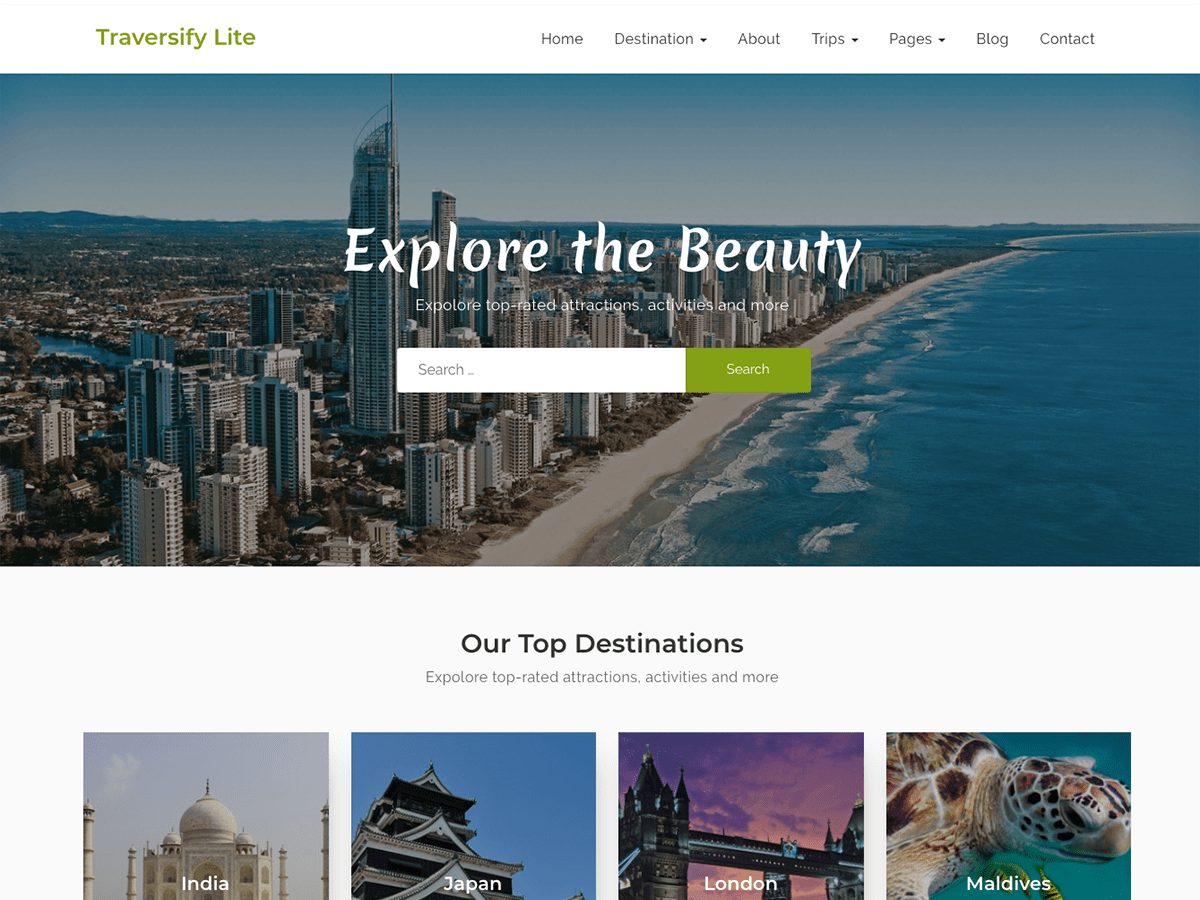 Traversify Lite
Home Destination About Trips Pages Blog Contact
Explore the Beauty
Expolore top-rated attractions, activities and more
Search ... Search
Our Top Destinations
Expolore top-rated attractions, activities and more
India Japan London Maldives